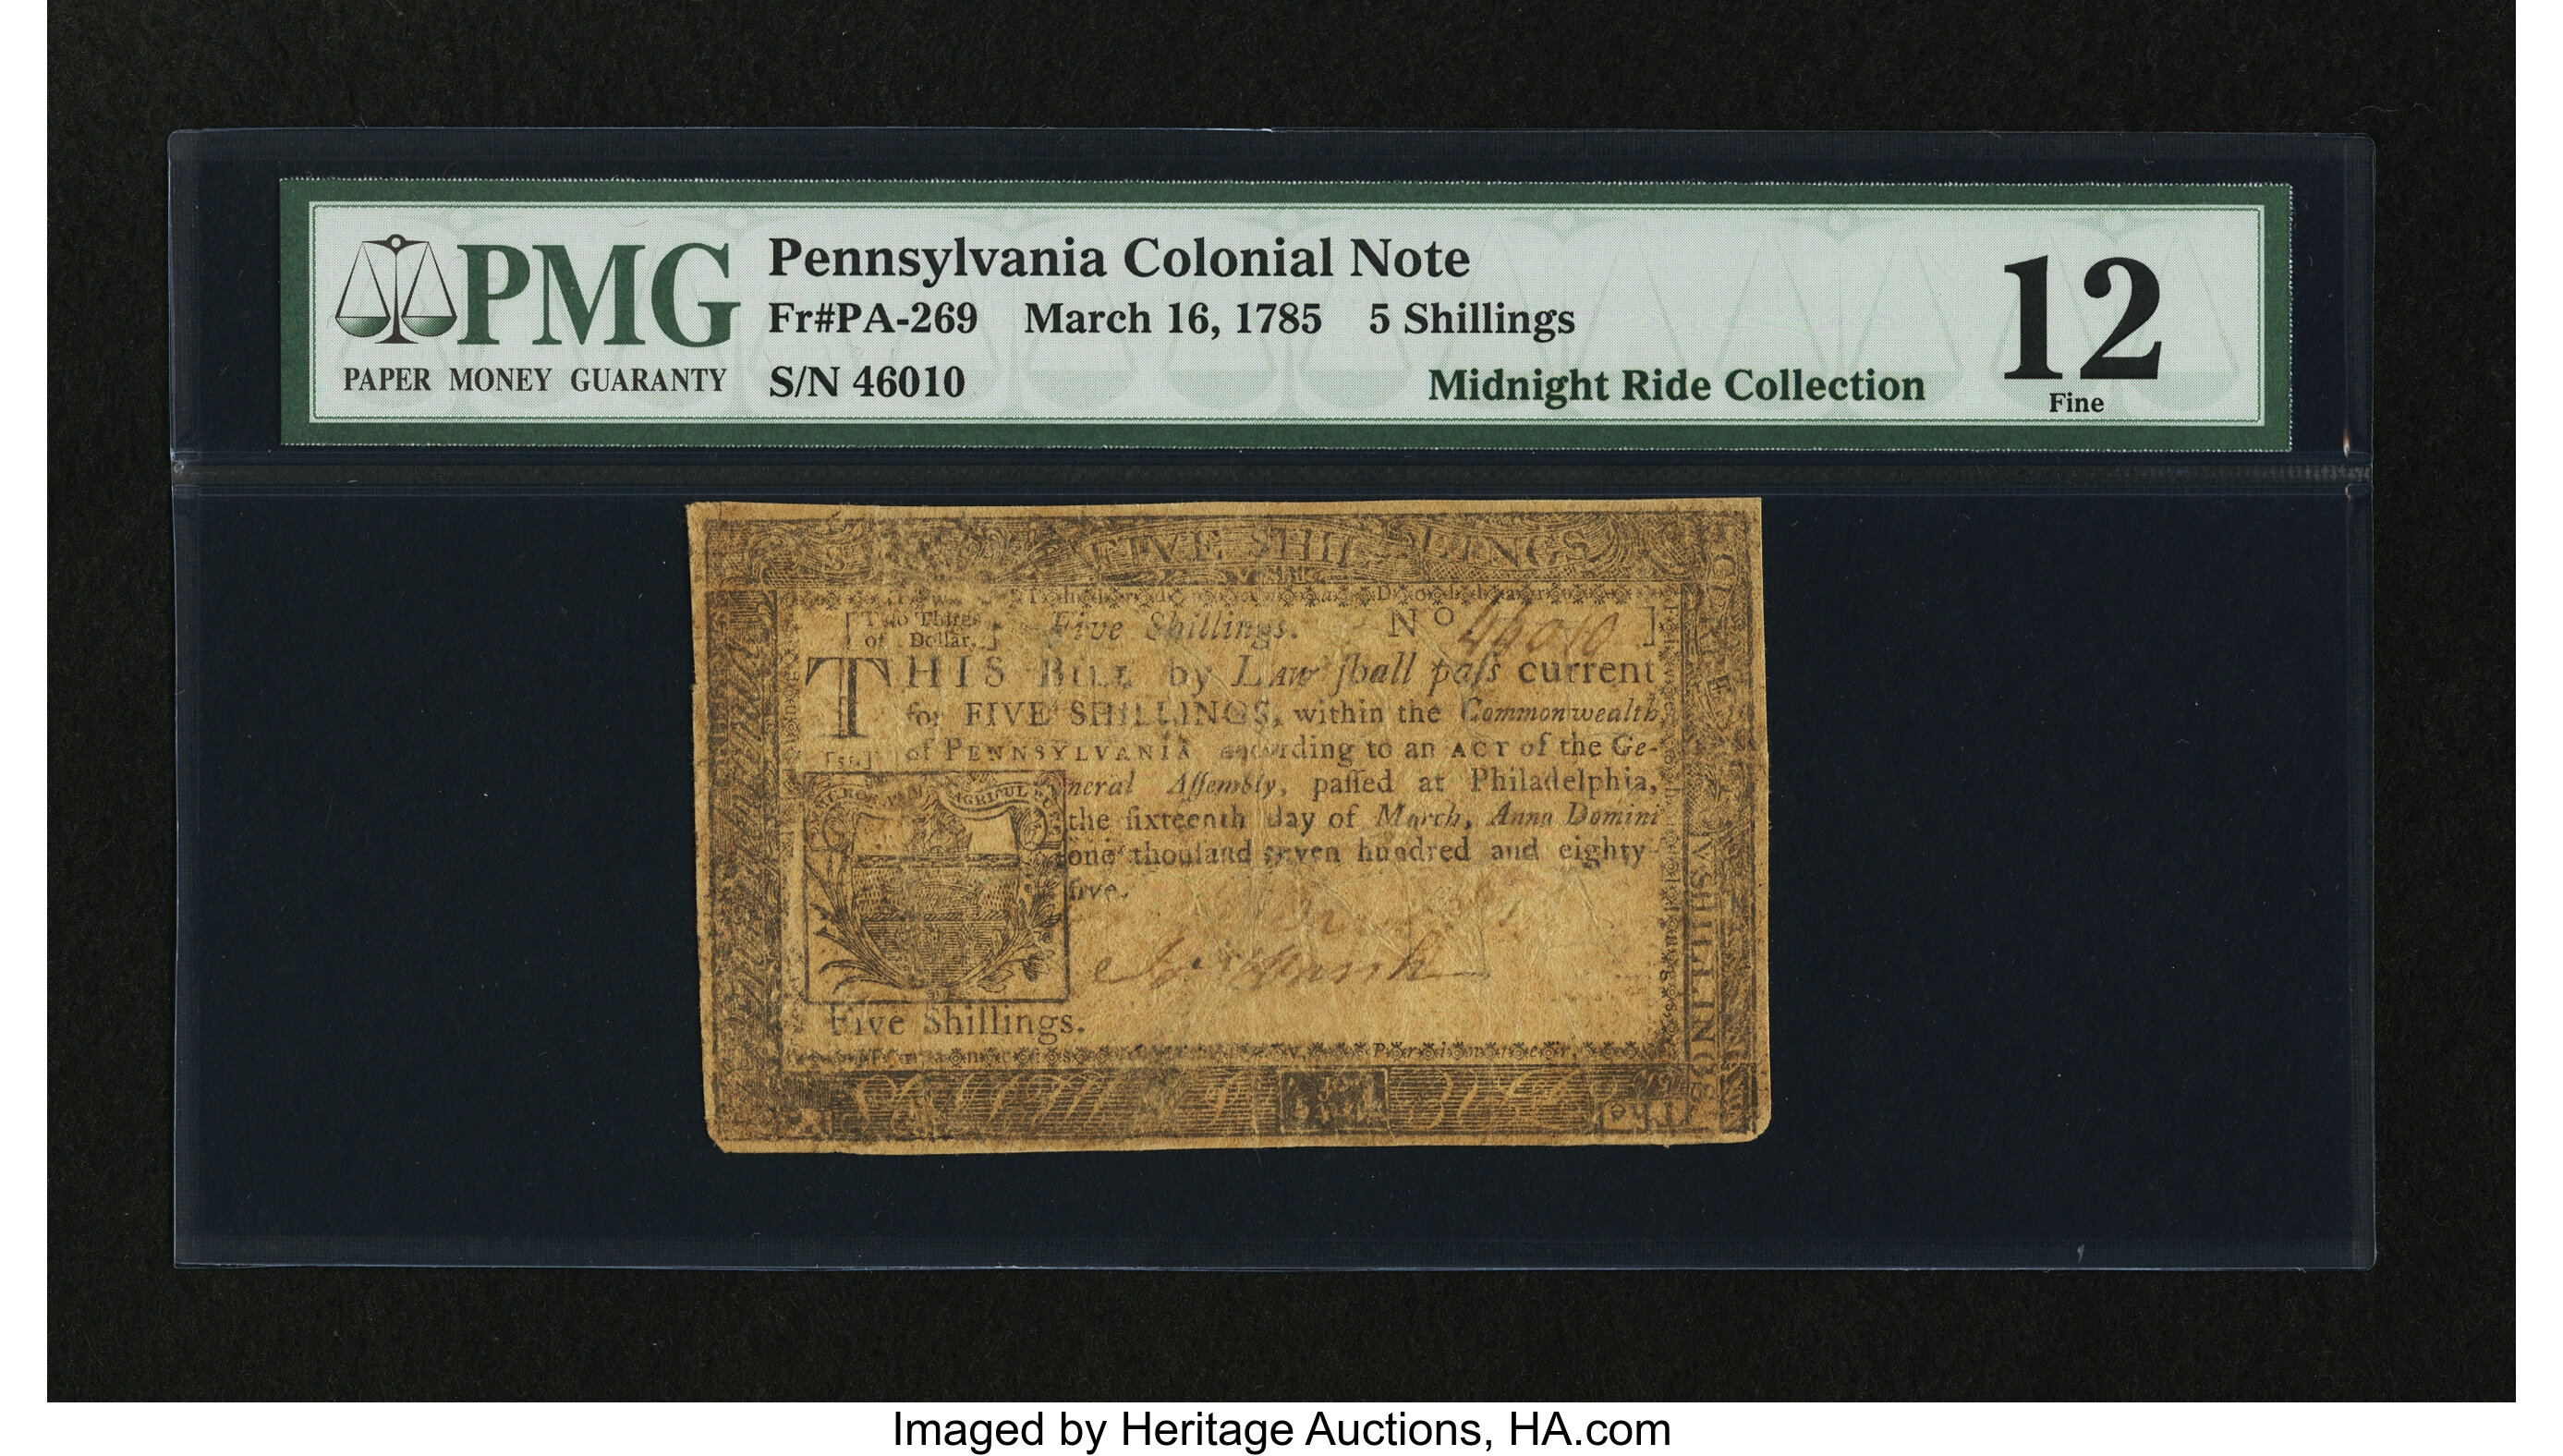 PMG
PAPER MONEY GUARANTY
Pennsylvania Colonial Note
Fr#PA-269 March 16, 1785 5 Shillings
S/N 46010
Midnight Ride Collection
12
Fine
FIVE SHILLINGS
[Two Thirds of Dollar.] Five Shillings. No 46010 ]
THIS BILL by Law ſhall paſs current
for FIVE SHILLINGS, within the Commonwealth
of PENNSYLVANIA according to an ACT of the Ge-
[5s.]
neral Aſſembly, paſſed at Philadelphia,
the ſixteenth day of March, Anno Domini
one thouſand ſeven hundred and eighty-
five.
Five Shillings.
FIVE SHILLINGS
Imaged by Heritage Auctions, HA.com